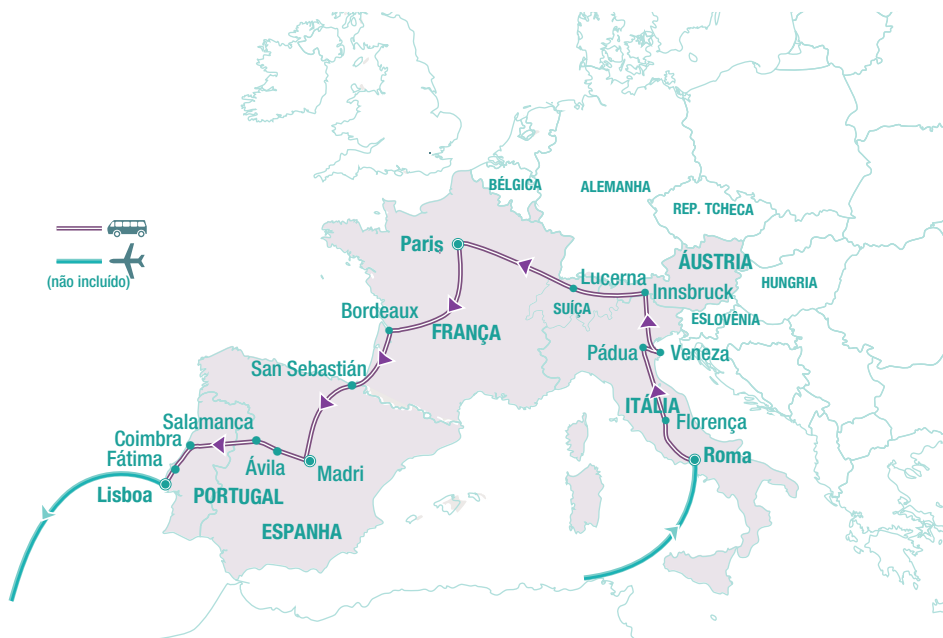 BÉLGICA
ALEMANHA
REP. TCHECA
(não incluído)
Paris
ÁUSTRIA
Lucerna
Innsbruck
HUNGRIA
SUÍÇA
Bordeaux
ESLOVÊNIA
FRANÇA
Pádua
Veneza
San Sebastián
ITÁLIA
Salamanca
Florença
Coimbra
Fátima
Ávila
Madri
Roma
Lisboa
PORTUGAL
ESPANHA